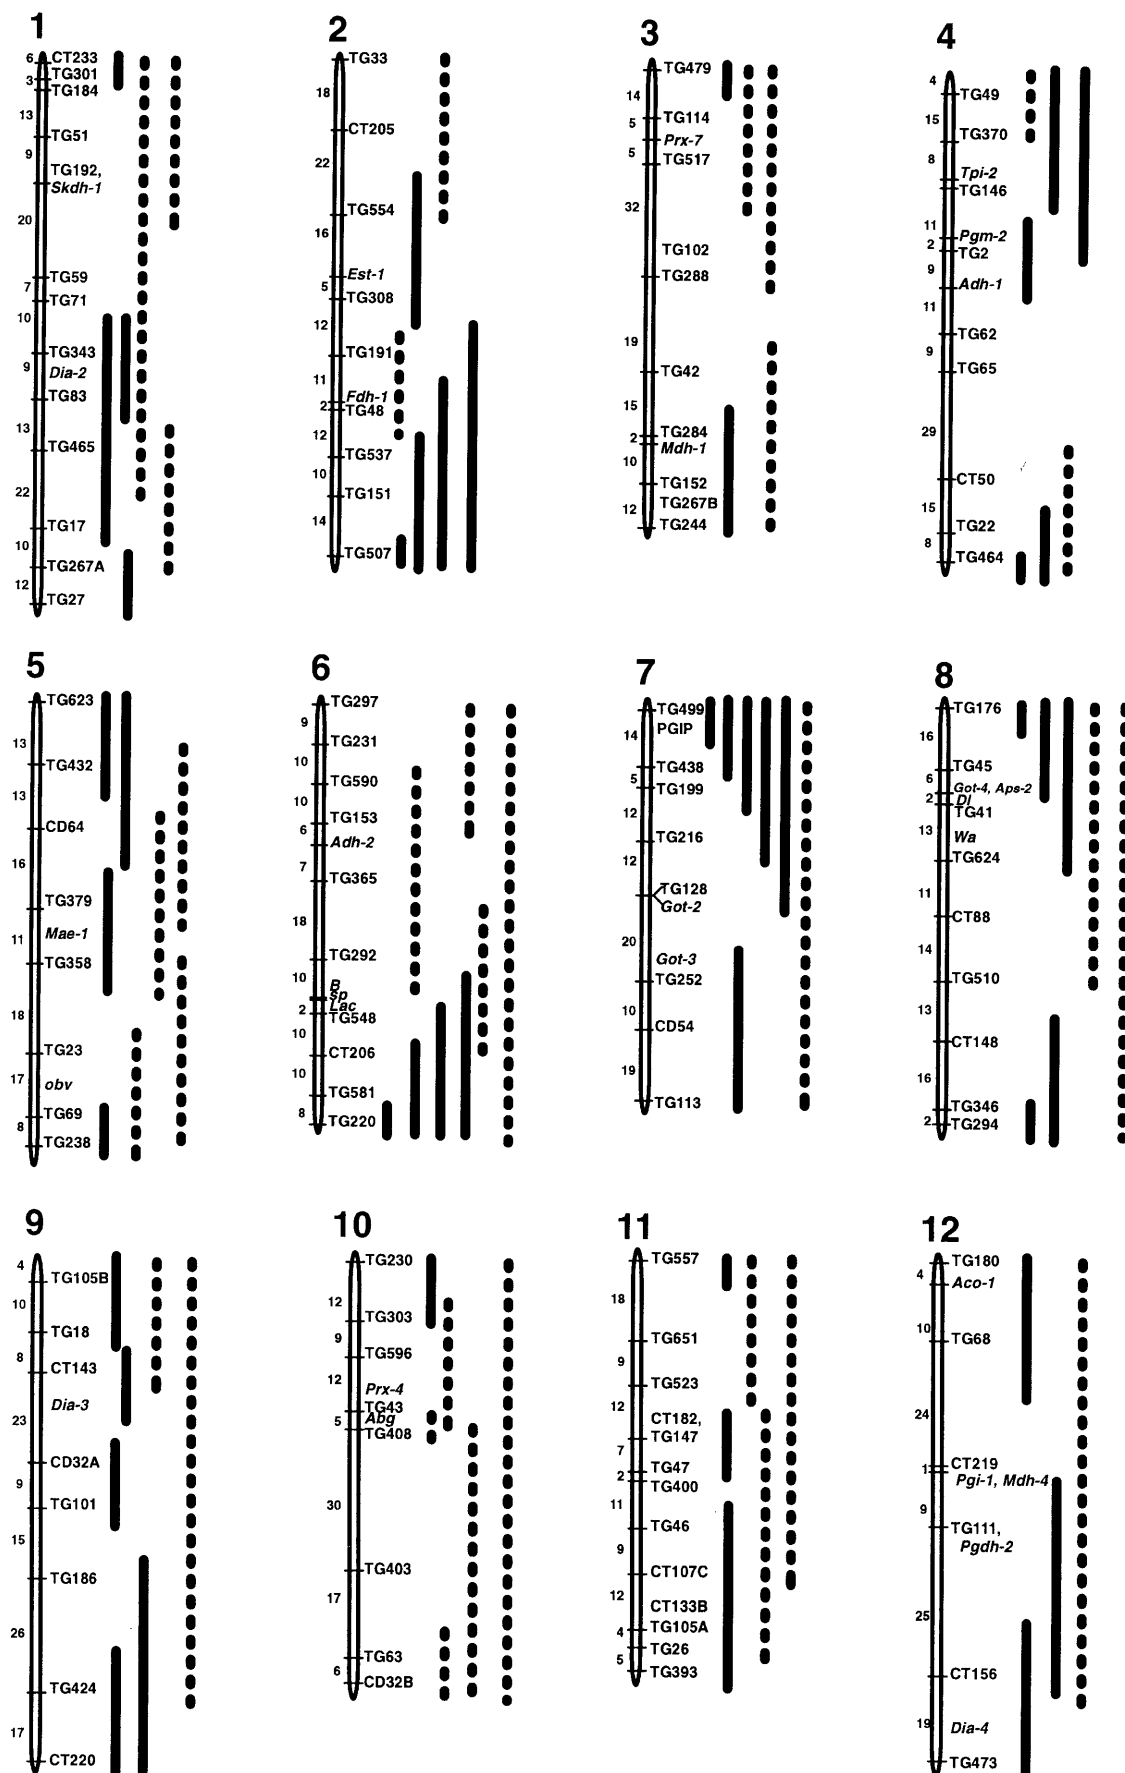 1
6 CT233
3 TG301
TG184
13
TG51
9
TG192,
Skdh-1
20
TG59
7
TG71
10
TG343
9 Dia-2
TG83
13
TG465
22
TG17
10
TG267A
12
TG27
2
TG33
18
CT205
22
TG554
16
Est-1
5
TG308
12
TG191
11
Fdh-1
2 TG48
12
TG537
10
TG151
14
TG507
3
TG479
14
TG114
5
Prx-7
5 TG517
32
TG102
TG288
19
TG42
15
TG284
2
Mdh-1
10
TG152
TG267B
12
TG244
4
4
TG49
15
TG370
8
Tpi-2
TG146
11
Pgm-2
2 TG2
9
Adh-1
11
TG62
9
TG65
29
CT50
15
TG22
8
TG464
5
TG623
13
TG432
13
CD64
16
TG379
11 Mae-1
TG358
18
TG23
17 obv
TG69
8
TG238
6
TG297
9
TG231
10
TG590
10
TG153
6
Adh-2
7
TG365
18
TG292
10
B
sp
2 Lac
TG548
10
CT206
10
TG581
8
TG220
7
TG499
14 PGIP
TG438
5
TG199
12
TG216
12
TG128
Got-2
20
Got-3
TG252
10
CD54
19
TG113
8
TG176
16
TG45
6
Got-4, Aps-2
2 Dl
TG41
13 Wa
TG624
11
CT88
14
TG510
13
CT148
16
TG346
2 TG294
9
4
TG105B
10
TG18
8
CT143
Dia-3
23
CD32A
9
TG101
15
TG186
26
TG424
17
CT220
10
TG230
12
TG303
9
TG596
12
Prx-4
TG43
5 Abg
TG408
30
TG403
17
TG63
6
CD32B
11
TG557
18
TG651
9
TG523
12
CT182,
TG147
7
TG47
2
TG400
11
TG46
9
CT107C
12
CT133B
TG105A
4
TG26
5
TG393
12
TG180
4
Aco-1
10
TG68
24
CT219
1
Pgi-1, Mdh-4
9
TG111,
Pgdh-2
25
CT156
19 Dia-4
TG473